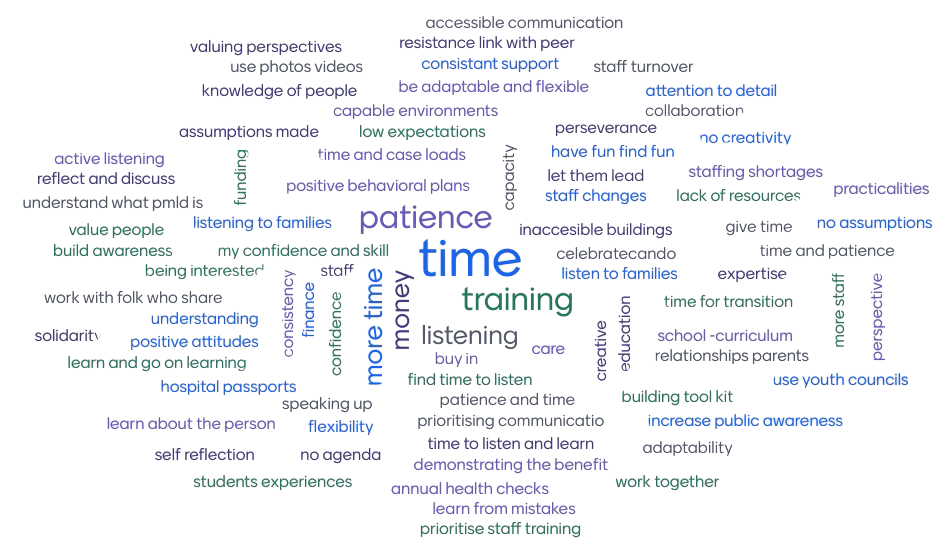 accessible communication
valuing perspectives
resistance link with peer
use photos videos
consistant support
staff turnover
knowledge of people
be adaptable and flexible
attention to detail
capable environments
collaboration
assumptions made
low expectations
perseverance
no creativity
active listening
funding
time and case loads
capacity
have fun find fun
reflect and discuss
positive behavioral plans
let them lead
staffing shortages
understand what pmld is
staff changes
lack of resources
practicalities
value people
listening to families
patience
inaccesible buildings
give time
no assumptions
build awareness
my confidence and skill
time
celebratecando
time and patience
being interested
staff
listen to families
expertise
work with folk who share
consistency
finance
confidence
more time
money
training
creative
education
time for transition
more staff
perspective
understanding
solidarity
positive attitudes
listening
school -curriculum
learn and go on learning
buy in
care
relationships parents
hospital passports
find time to listen
use youth councils
speaking up
patience and time
building tool kit
learn about the person
flexibility
prioritising communicatio
increase public awareness
self reflection
no agenda
time to listen and learn
adaptability
demonstrating the benefit
students experiences
annual health checks
work together
learn from mistakes
prioritise staff training